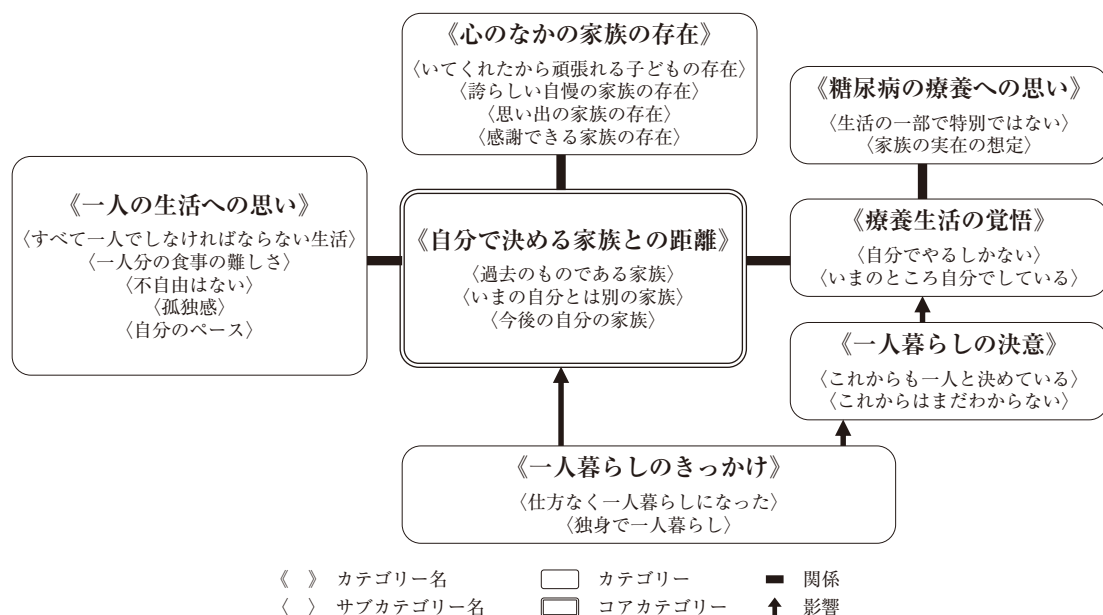 《心のなかの家族の存在》
〈いてくれたから頑張れる子どもの存在〉
〈誇らしい自慢の家族の存在〉
〈思い出の家族の存在〉
〈感謝できる家族の存在〉
《糖尿病の療養への思い》
〈生活の一部で特別ではない〉
〈家族の実在の想定〉
《一人の生活への思い》
〈すべて一人でしなければならない生活〉
〈一人分の食事の難しさ〉
〈不自由はない〉
〈孤独感〉
〈自分のペース〉
《自分で決める家族との距離》
〈過去のものである家族〉
〈いまの自分とは別の家族〉
〈今後の自分の家族〉
《療養生活の覚悟》
〈自分でやるしかない〉
〈いまのところ自分でしている〉
《一人暮らしの決意》
〈これからも一人と決めている〉
〈これからはまだわからない〉
《一人暮らしのきっかけ》
〈仕方なく一人暮らしになった〉
〈独身で一人暮らし〉
《　》 カテゴリー名 カテゴリー 関係
〈　〉 サブカテゴリー名 コアカテゴリー 影響